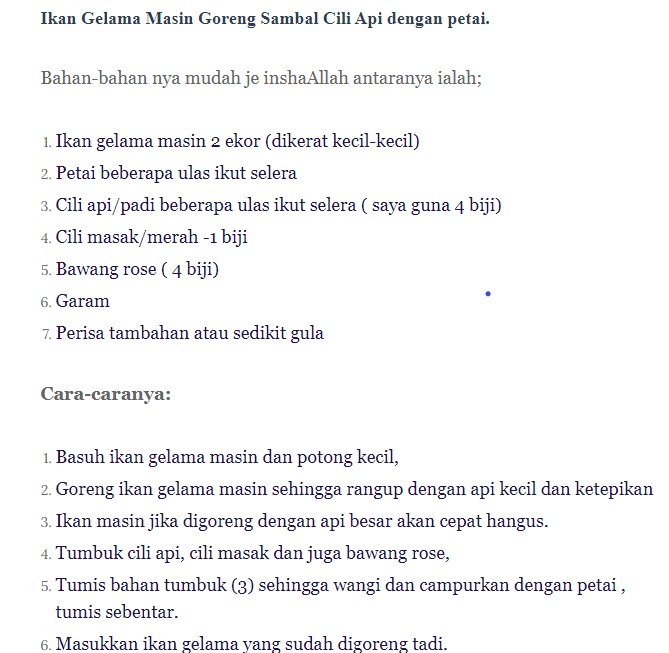 Ikan Gelama Masin Goreng Sambal Cili Api dengan petai.
Bahan-bahan nya mudah je inshaAllah antaranya ialah;
1. Ikan gelama masin 2 ekor (dikerat kecil-kecil)
2. Petai beberapa ulas ikut selera
3. Cili api/padi beberapa ulas ikut selera ( saya guna 4 biji)
4. Cili masak/merah -1 biji
5. Bawang rose ( 4 biji)
6. Garam
7. Perisa tambahan atau sedikit gula
Cara-caranya:
1. Basuh ikan gelama masin dan potong kecil,
2. Goreng ikan gelama masin sehingga rangup dengan api kecil dan ketepikan
3. Ikan masin jika digoreng dengan api besar akan cepat hangus.
4. Tumbuk cili api, cili masak dan juga bawang rose,
5. Tumis bahan tumbuk (3) sehingga wangi dan campurkan dengan petai ,
tumis sebentar.
6. Masukkan ikan gelama yang sudah digoreng tadi.